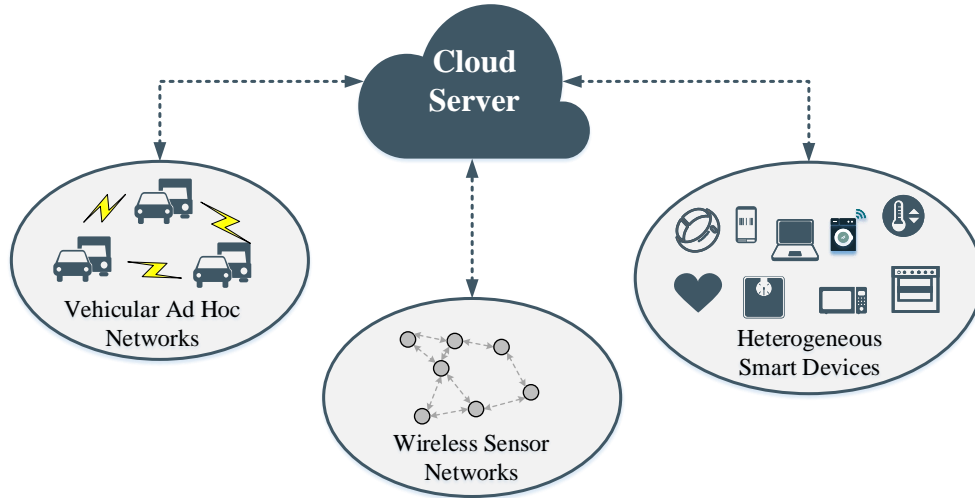 Cloud
Server
Vehicular Ad Hoc
Networks
Wireless Sensor
Networks
Heterogeneous
Smart Devices